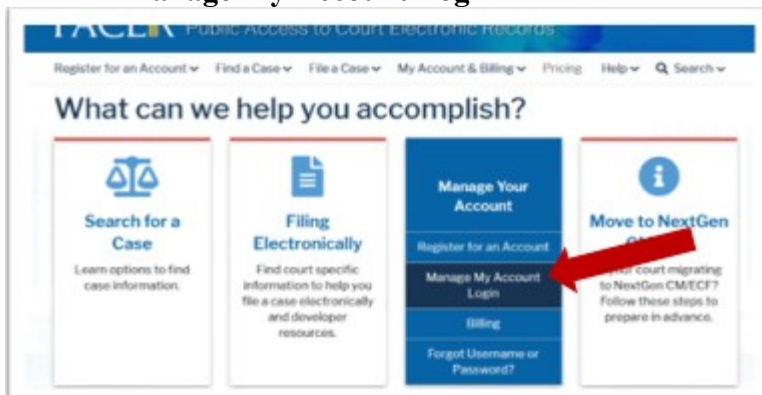 PACER Public Access to Court Electronic Records
Register for an Account Find a Case File a Case My Account & Billing Pricing Help Search
What can we help you accomplish?
Search for a
Case
Learn options to find
case information.
Filing
Electronically
Find court specific
information to help you
file a case electronically
and developer
resources.
Manage Your
Account
Register for an Account
Manage My Account
Login
Billing
Forgot Username or
Password?
Move to NextGen
court migrating
to NextGen CM/ECF?
Follow these steps to
prepare in advance.